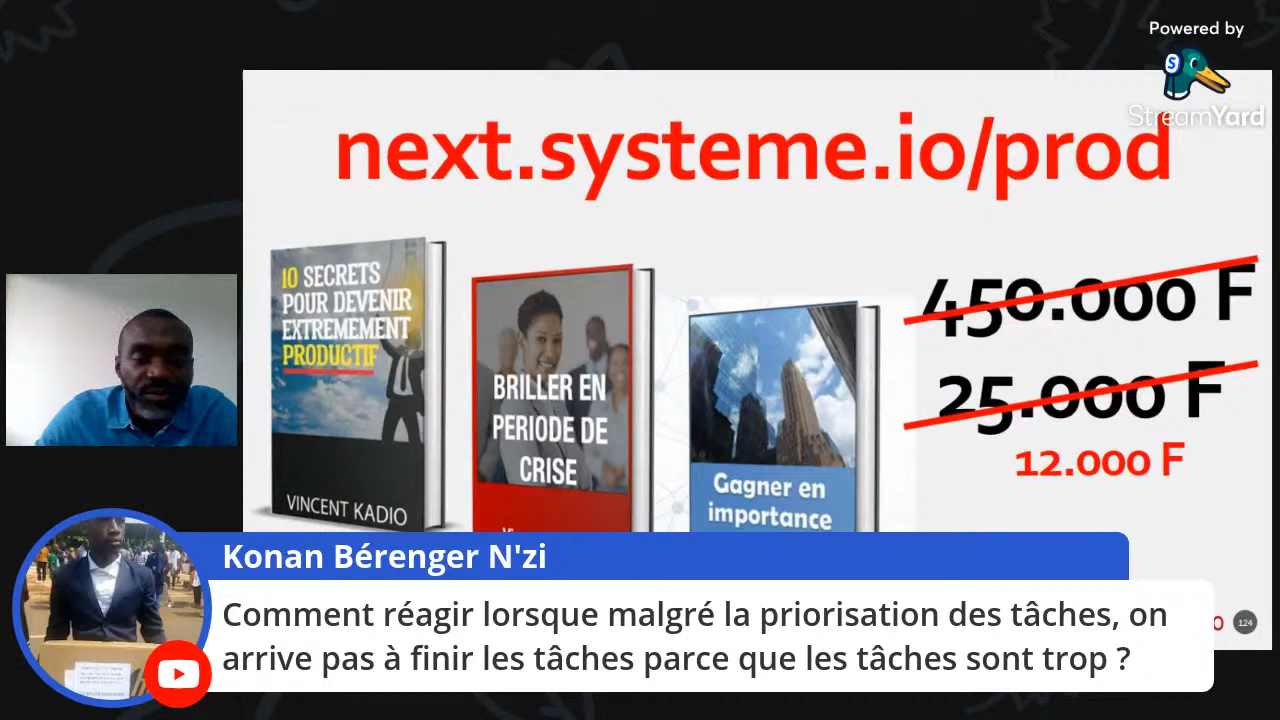 Powered by
StreamYard
next.systeme.io/prod
10 SECRETS
POUR DEVENIR
EXTREMEMENT
PRODUCTIF
VINCENT KADIO
BRILLER EN
PERIODE DE
CRISE
Gagner en
importance
450.000 F
25.000 F
12.000 F
124
Konan Bérenger N'zi
Comment réagir lorsque malgré la priorisation des tâches, on
arrive pas à finir les tâches parce que les tâches sont trop ?